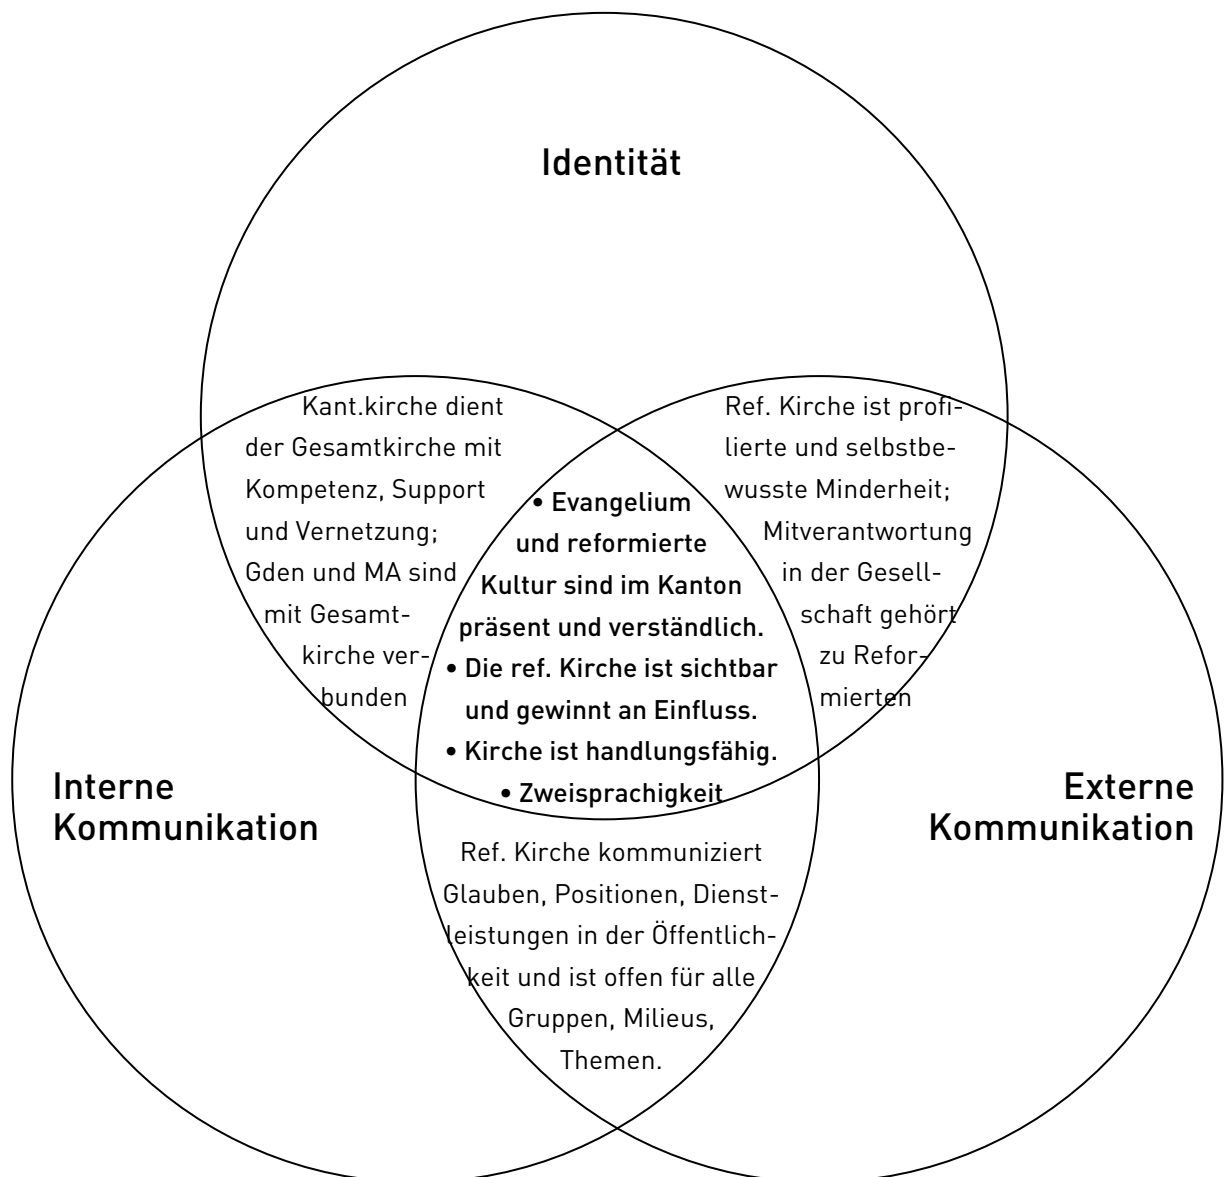 Identität
Kant.kirche dient
der Gesamtkirche mit
Kompetenz, Support
und Vernetzung;
Gden und MA sind
mit Gesamt-
kirche ver-
bunden
Ref. Kirche ist profi-
lierte und selbstbe-
wusste Minderheit;
Mitverantwortung
in der Gesell-
schaft gehört
zu Refor-
mierten
• Evangelium
und reformierte
Kultur sind im Kanton
präsent und verständlich.
• Die ref. Kirche ist sichtbar
und gewinnt an Einfluss.
• Kirche ist handlungsfähig.
• Zweisprachigkeit
Interne
Kommunikation
Externe
Kommunikation
Ref. Kirche kommuniziert
Glauben, Positionen, Dienst-
leistungen in der Öffentlich-
keit und ist offen für alle
Gruppen, Milieus,
Themen.